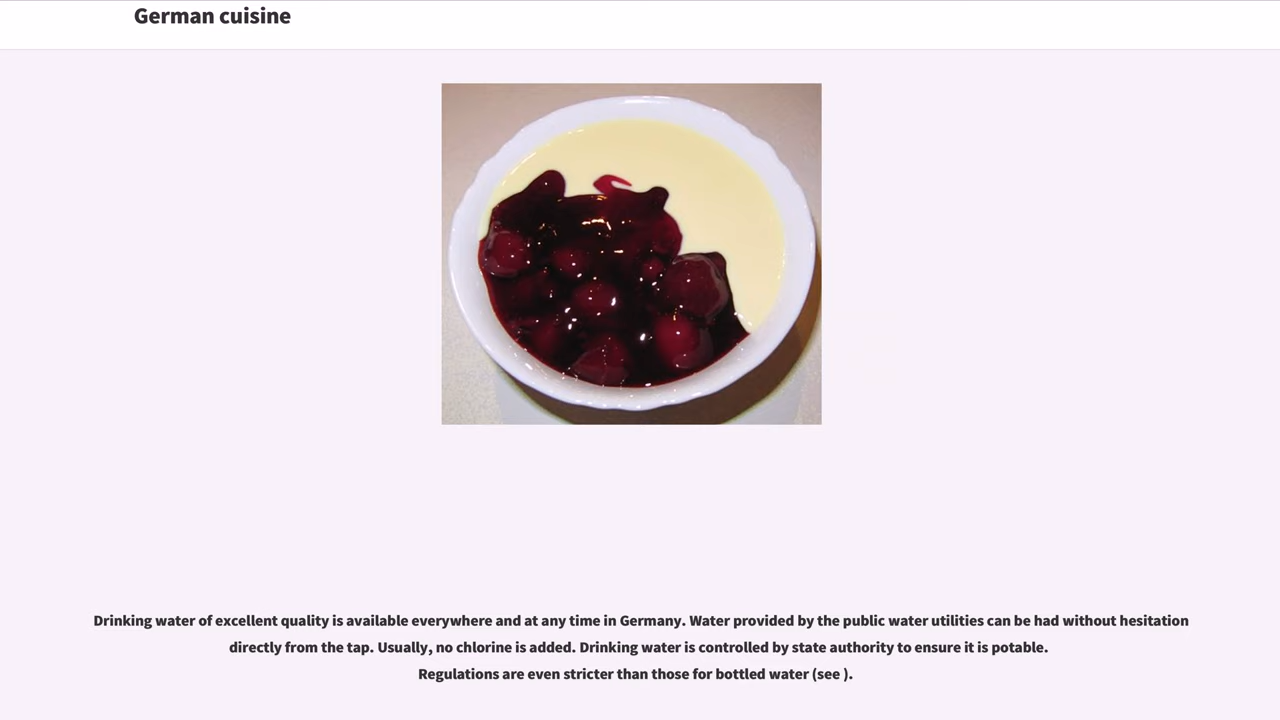 German cuisine
Drinking water of excellent quality is available everywhere and at any time in Germany. Water provided by the public water utilities can be had without hesitation
directly from the tap. Usually, no chlorine is added. Drinking water is controlled by state authority to ensure it is potable.
Regulations are even stricter than those for bottled water (see ).